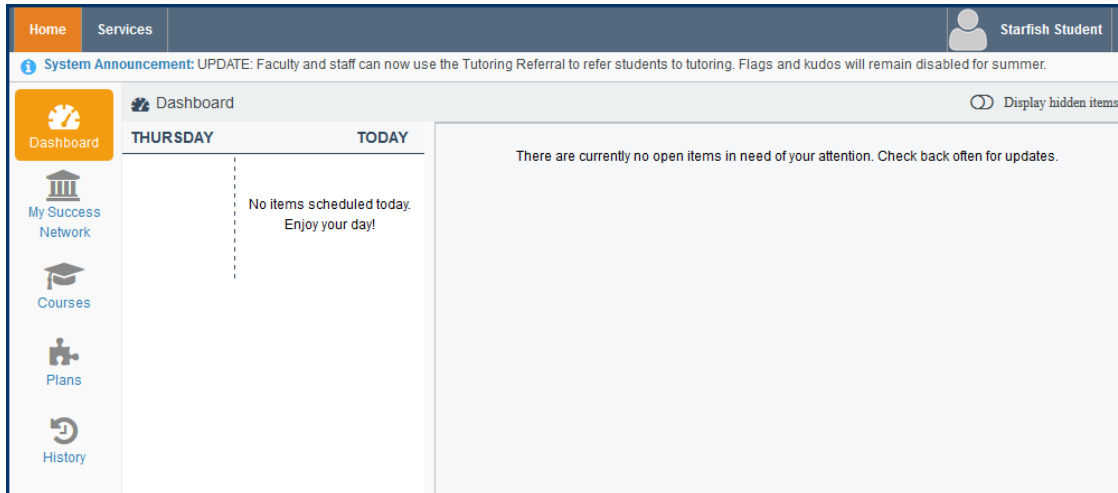 Home Services Starfish Student
System Announcement: UPDATE: Faculty and staff can now use the Tutoring Referral to refer students to tutoring. Flags and kudos will remain disabled for summer.
Dashboard
My Success
Network
Courses
Plans
History
Dashboard Display hidden items
THURSDAY TODAY
No items scheduled today.
Enjoy your day!
There are currently no open items in need of your attention. Check back often for updates.